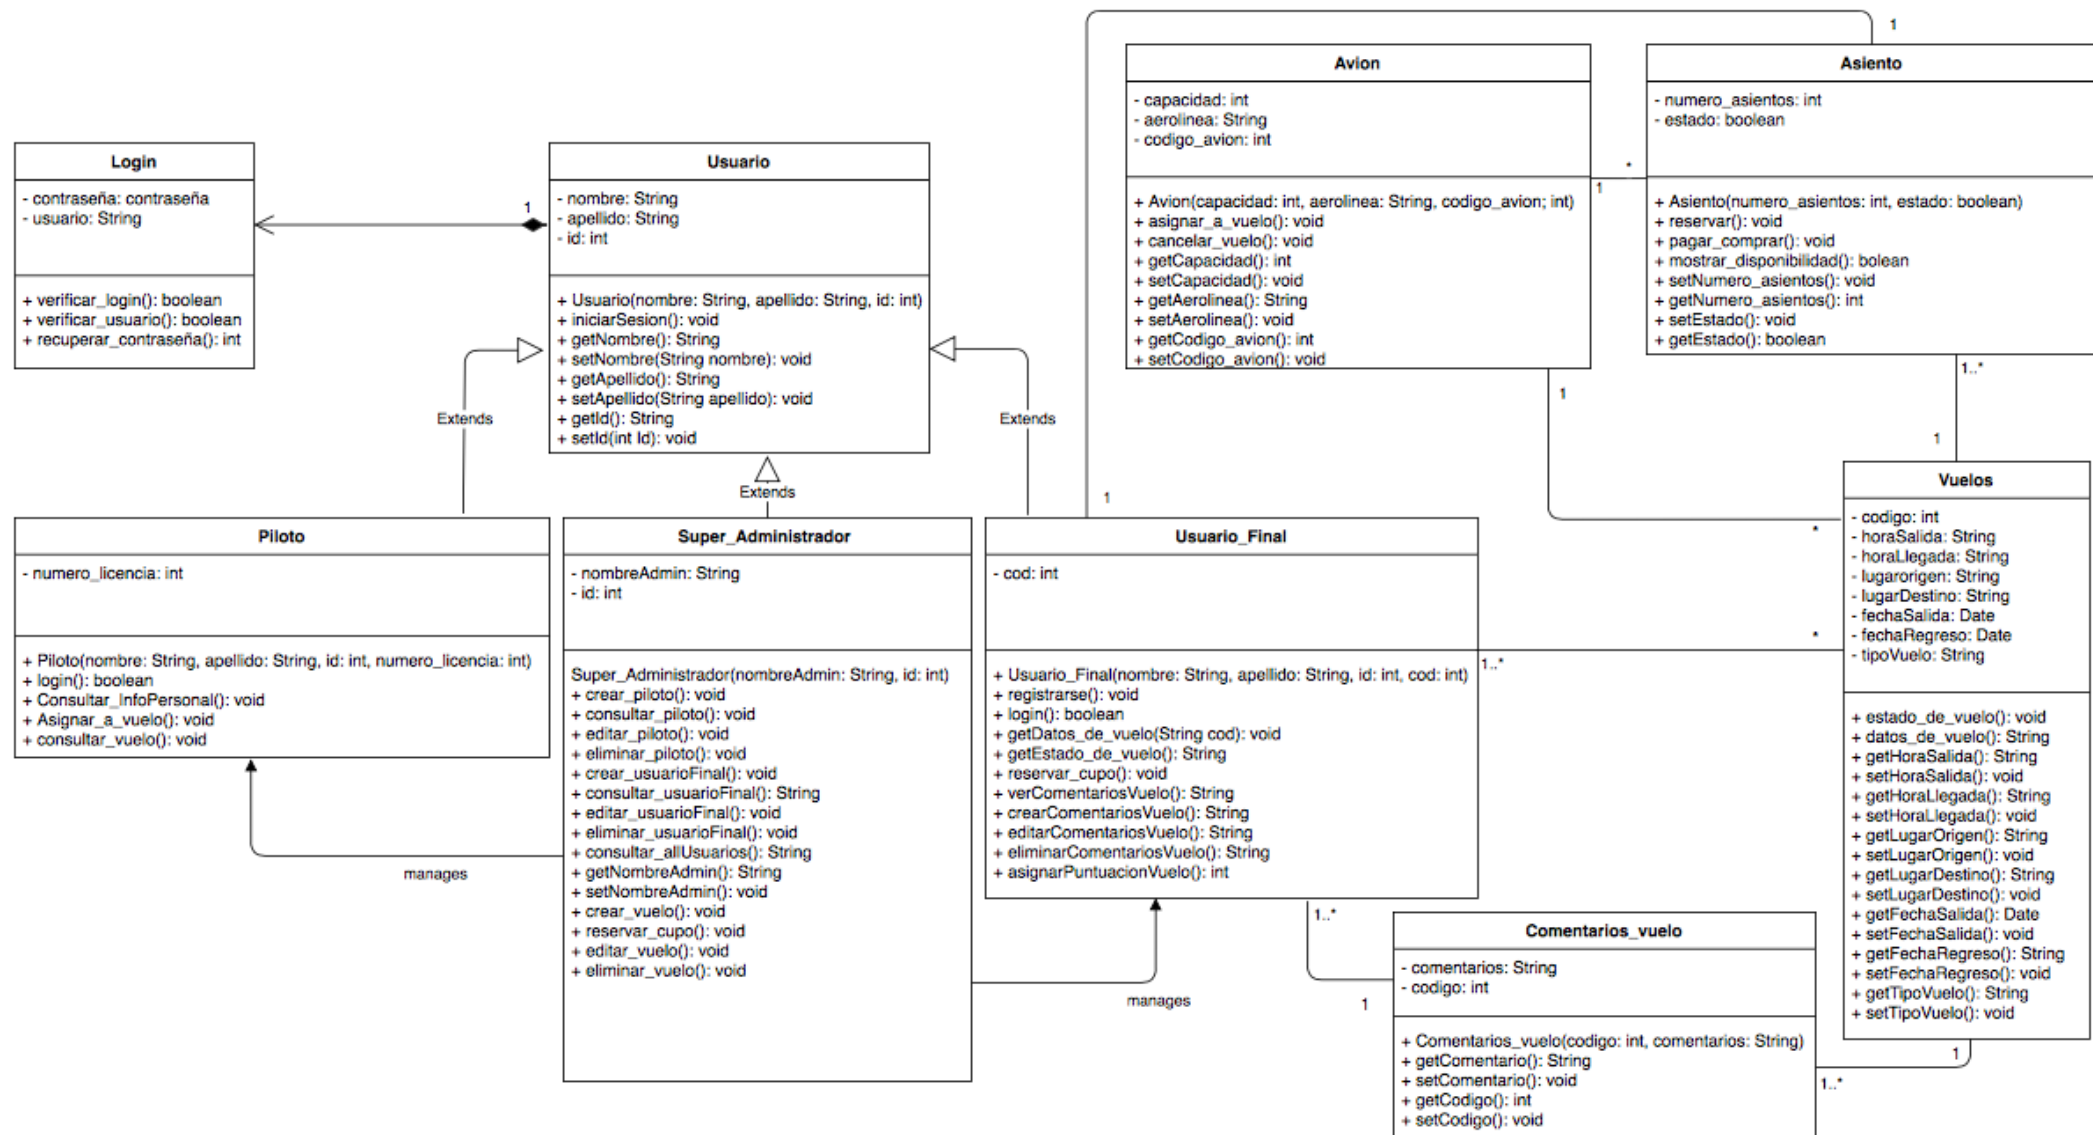 1
Avion
- capacidad: int
- aerolinea: String
- codigo_avion: int
+ Avion(capacidad: int, aerolinea: String, codigo_avion; int)
+ asignar_a_vuelo(): void
+ cancelar_vuelo(): void
+ getCapacidad(): int
+ setCapacidad(): void
+ getAerolinea(): String
+ setAerolinea(): void
+ getCodigo_avion(): int
+ setCodigo_avion(): void
*
1
Asiento
- numero_asientos: int
- estado: boolean
+ Asiento(numero_asientos: int, estado: boolean)
+ reservar(): void
+ pagar_comprar(): void
+ mostrar_disponibilidad(): bolean
+ setNumero_asientos(): void
+ getNumero_asientos(): int
+ setEstado(): void
+ getEstado(): boolean
1..*
1
1
Login
- contraseña: contraseña
- usuario: String
+ verificar_login(): boolean
+ verificar_usuario(): boolean
+ recuperar_contraseña(): int
1
Usuario
- nombre: String
- apellido: String
- id: int
+ Usuario(nombre: String, apellido: String, id: int)
+ iniciarSesion(): void
+ getNombre(): String
+ setNombre(String nombre): void
+ getApellido(): String
+ setApellido(String apellido): void
+ getId(): String
+ setId(int Id): void
Extends
Extends
Extends
1
*
Piloto
- numero_licencia: int
+ Piloto(nombre: String, apellido: String, id: int, numero_licencia: int)
+ login(): boolean
+ Consultar_InfoPersonal(): void
+ Asignar_a_vuelo(): void
+ consultar_vuelo(): void
manages
Super_Administrador
- nombreAdmin: String
- id: int
Super_Administrador(nombreAdmin: String, id: int)
+ crear_piloto(): void
+ consultar_piloto(): void
+ editar_piloto(): void
+ eliminar_piloto(): void
+ crear_usuarioFinal(): void
+ consultar_usuarioFinal(): String
+ editar_usuarioFinal(): void
+ eliminar_usuarioFinal(): void
+ consultar_allUsuarios(): String
+ getNombreAdmin(): String
+ setNombreAdmin(): void
+ crear_vuelo(): void
+ reservar_cupo(): void
+ editar_vuelo(): void
+ eliminar_vuelo(): void
manages
Usuario_Final
- cod: int
+ Usuario_Final(nombre: String, apellido: String, id: int, cod: int)
+ registrarse(): void
+ login(): boolean
+ getDatos_de_vuelo(String cod): void
+ getEstado_de_vuelo(): String
+ reservar_cupo(): void
+ verComentariosVuelo(): String
+ crearComentariosVuelo(): String
+ editarComentariosVuelo(): String
+ eliminarComentariosVuelo(): String
+ asignarPuntuacionVuelo(): int
1..*
*
1..*
1
Vuelos
- codigo: int
- horaSalida: String
- horaLlegada: String
- lugarorigen: String
- lugarDestino: String
- fechaSalida: Date
- fechaRegreso: Date
- tipoVuelo: String
+ estado_de_vuelo(): void
+ datos_de_vuelo(): String
+ getHoraSalida(): String
+ setHoraSalida(): void
+ getHoraLlegada(): String
+ setHoraLlegada(): void
+ getLugarOrigen(): String
+ setLugarOrigen(): void
+ getLugarDestino(): String
+ setLugarDestino(): void
+ getFechaSalida(): Date
+ setFechaSalida(): void
+ getFechaRegreso(): String
+ setFechaRegreso(): void
+ getTipoVuelo(): String
+ setTipoVuelo(): void
1
1..*
Comentarios_vuelo
- comentarios: String
- codigo: int
+ Comentarios_vuelo(codigo: int, comentarios: String)
+ getComentario(): String
+ setComentario(): void
+ getCodigo(): int
+ setCodigo(): void